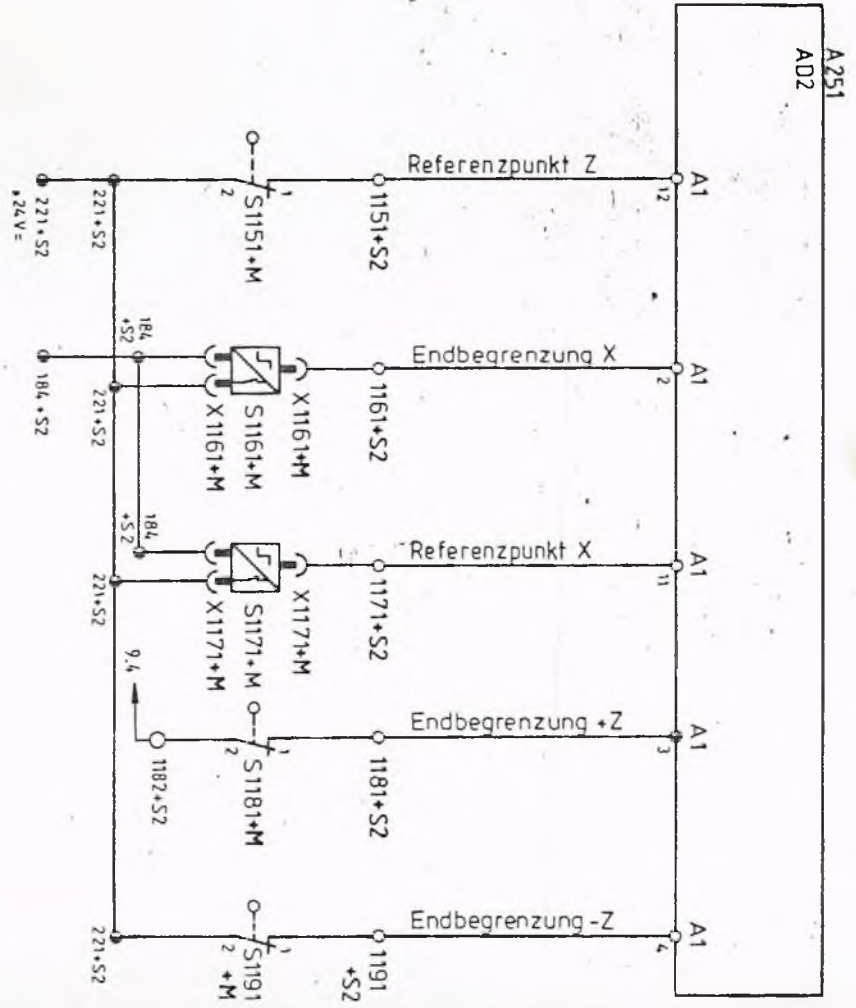 A251
AD2
A1
12
Referenzpunkt Z
1151+S2
1
S1151+M
2
221+S2
221+S2
24V=
A1
2
Endbegrenzung X
1161+S2
X1161+M
S1161+M
X1161+M
184
+S2
221+S2
184+S2
A1
11
Referenzpunkt X
1171+S2
X1171+M
S1171+M
X1171+M
184
+S2
221+S2
A1
3
Endbegrenzung +Z
1181+S2
1
S1181+M
2
1182+S2
9.4
A1
4
Endbegrenzung -Z
1191
+S2
1
S1191
+M
2
221+S2